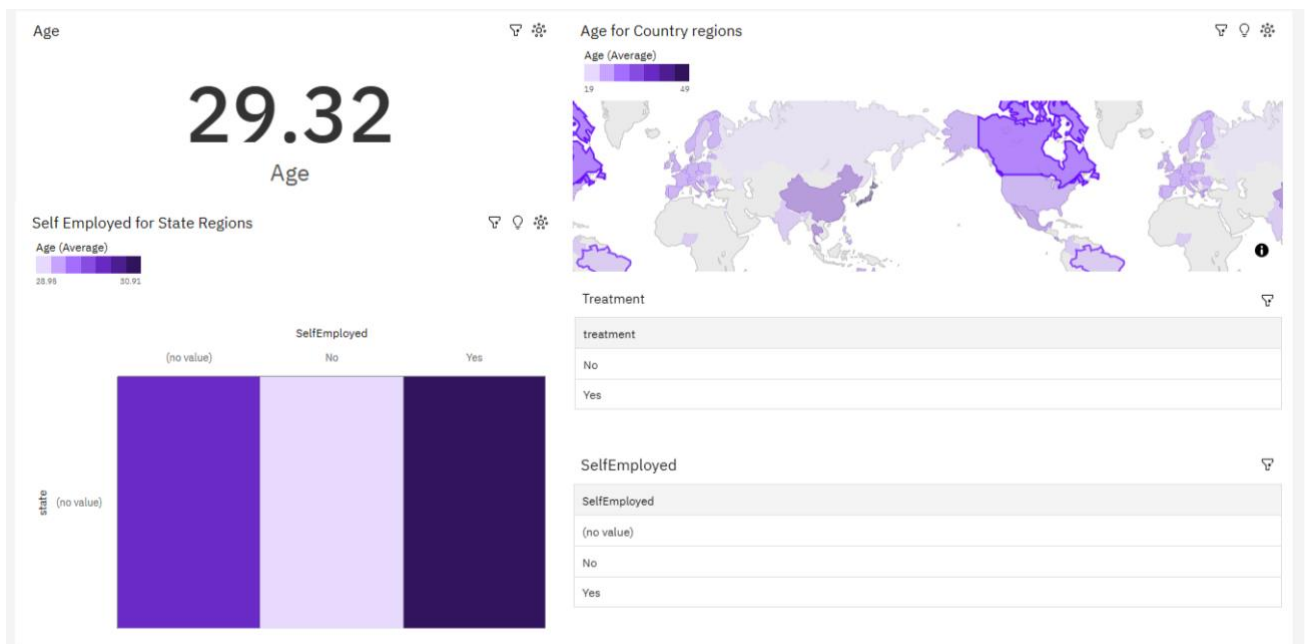 Age
29.32
Age
Self Employed for State Regions
Age (Average)
28.95 30.91
SelfEmployed
(no value) No Yes
state
(no value)
Age for Country regions
Age (Average)
19 49
Treatment
treatment
No
Yes
SelfEmployed
SelfEmployed
(no value)
No
Yes